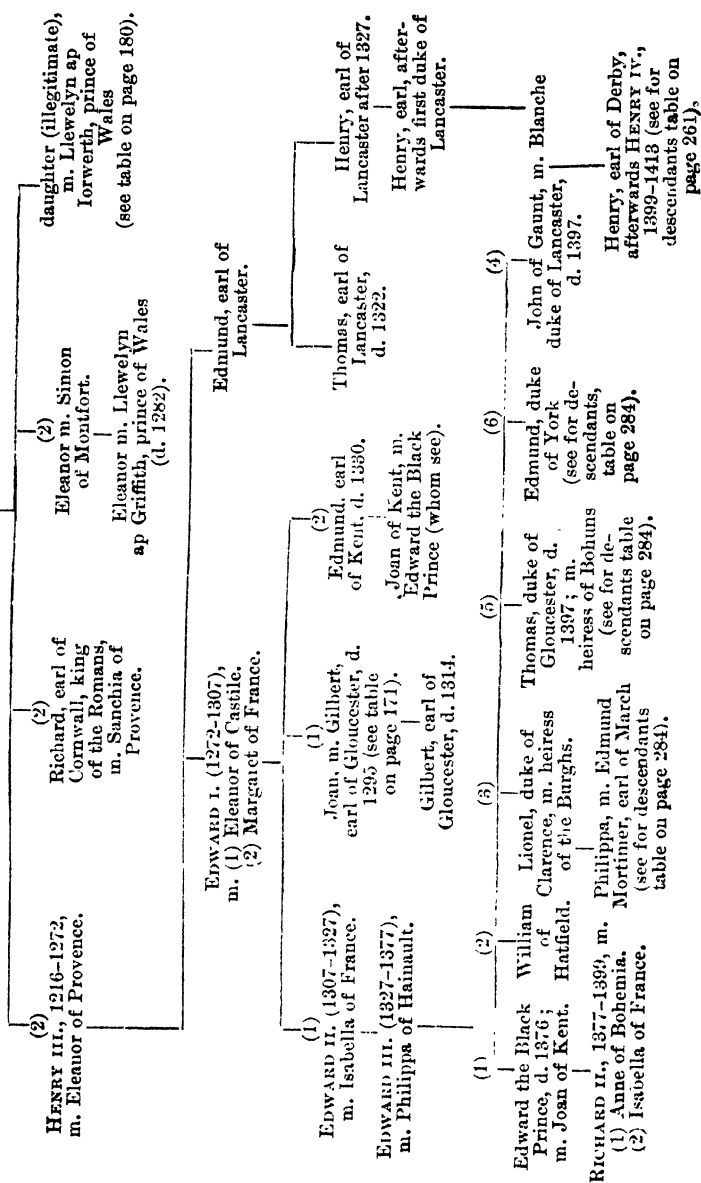 (2)
HENRY III., 1216-1272,
m. Eleanor of Provence.
(2)
Richard, earl of
Cornwall, king
of the Romans,
m. Sanchia of
Provence.
(2)
Eleanor m. Simon
of Montfort.
Eleanor m. Llewelyn
ap Griffith, prince of Wales
(d. 1282).
daughter (illegitimate),
m. Llewelyn ap
Iorwerth, prince of
Wales
(see table on page 180).
EDWARD I. (1272-1307),
m. (1) Eleanor of Castile.
(2) Margaret of France.
Edmund, earl of
Lancaster.
(1)
EDWARD II. (1307-1327),
m. Isabella of France.
EDWARD III. (1327-1377),
m. Philippa of Hainault.
(1)
Joan, m. Gilbert,
earl of Gloucester, d.
1295 (see table
on page 171).
Gilbert, earl of
Gloucester, d. 1314.
(2)
Edmund, earl
of Kent, d. 1330.
Joan of Kent, m.
Edward the Black
Prince (whom see).
Thomas, earl of
Lancaster,
d. 1322.
Henry, earl of
Lancaster after 1327.
Henry, earl, after-
wards first duke of
Lancaster.
(1)
Edward the Black
Prince, d. 1376;
m. Joan of Kent.
RICHARD II., 1377-1399, m.
(1) Anne of Bohemia.
(2) Isabella of France.
(2)
William
of
Hatfield.
(3)
Lionel, duke of
Clarence, m. heiress
of the Burghs.
Philippa, m. Edmund
Mortimer, earl of March
(see for descendants
table on page 284).
(5)
Thomas, duke of
Gloucester, d.
1397; m.
heiress of Bohuns
(see for de-
scendants table
on page 284).
(6)
Edmund, duke
of York
(see for de-
scendants,
table on
page 284).
(4)
John of Gaunt, m. Blanche
duke of Lancaster,
d. 1397.
Henry, earl of Derby,
afterwards HENRY IV.,
1399-1413 (see for
descendants table on
page 261).